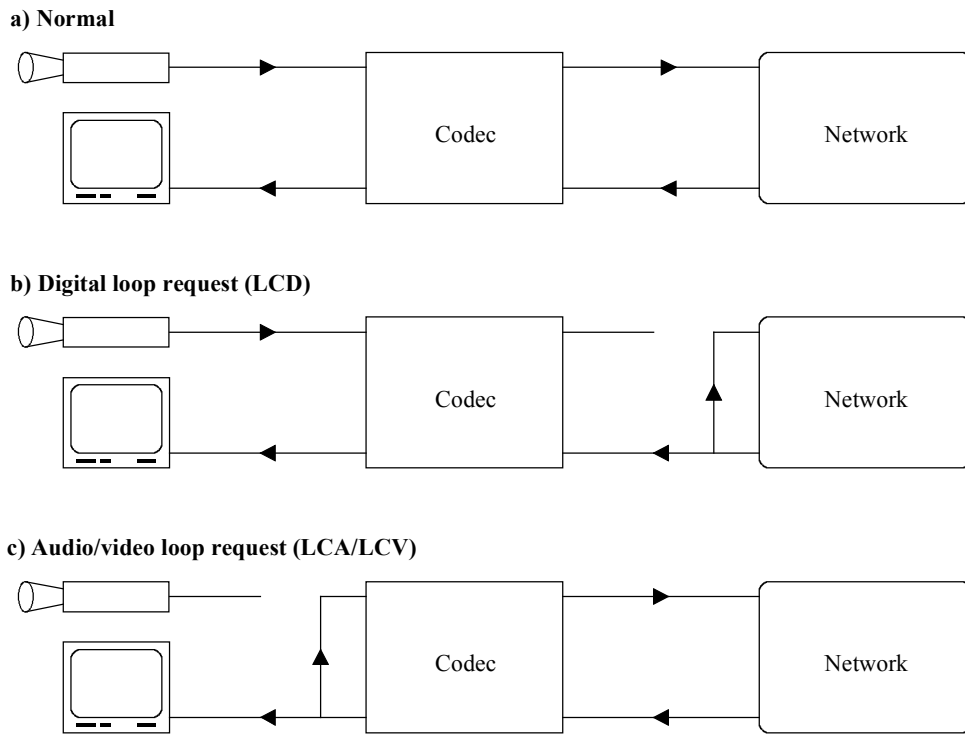 a) Normal
Codec
Network
b) Digital loop request (LCD)
Codec
Network
c) Audio/video loop request (LCA/LCV)
Codec
Network